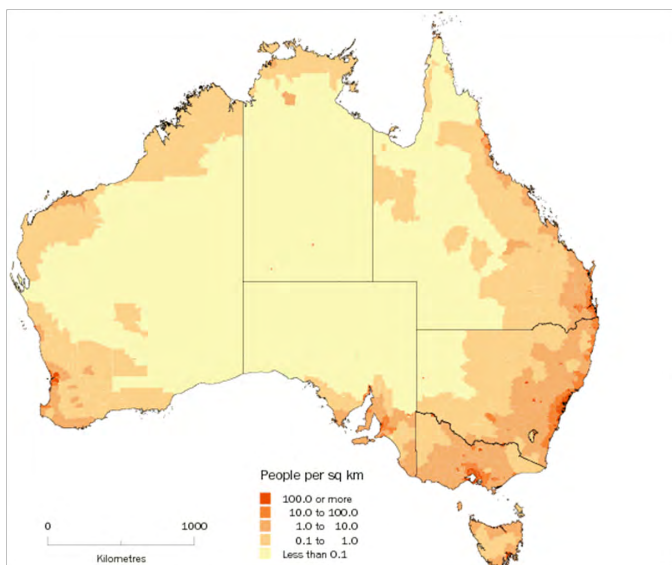 People per sq km
100.0 or more
10.0 to 100.0
1.0 to 10.0
0.1 to 1.0
Less than 0.1
0 1000
Kilometres